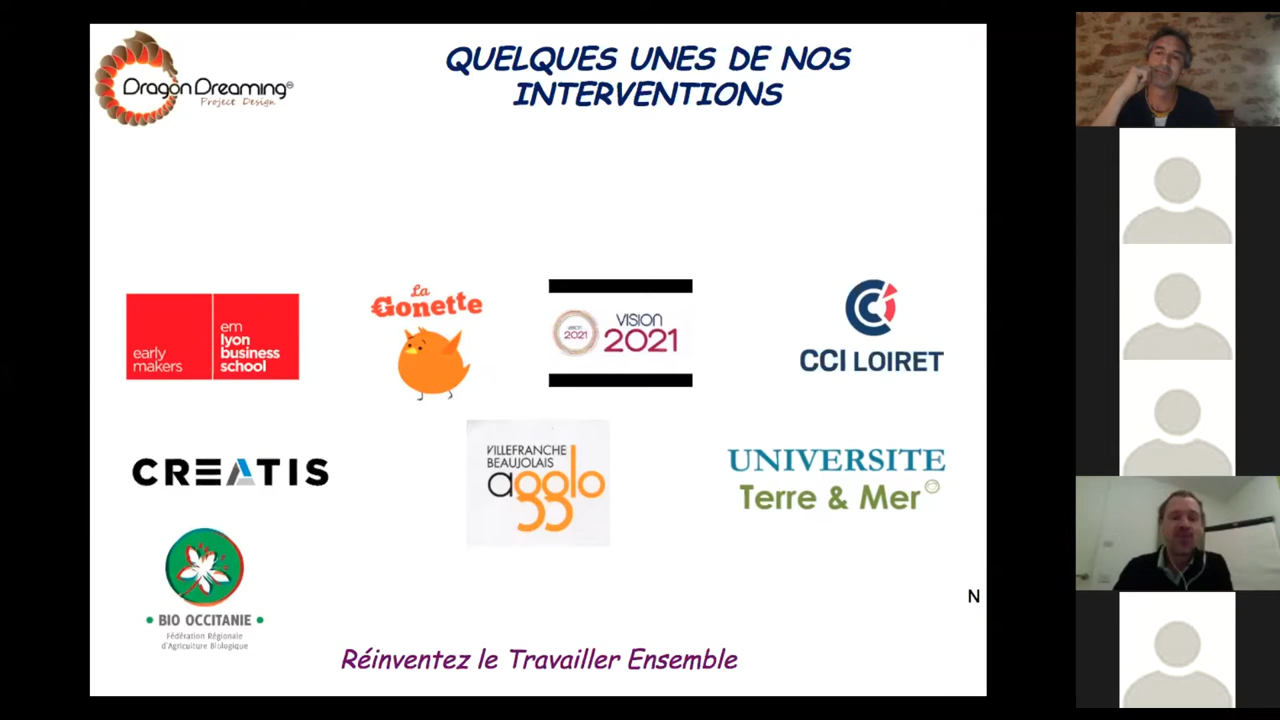 Dragon Dreaming
Project Design
QUELQUES UNES DE NOS
INTERVENTIONS
early
makers
em
lyon
business
school
La
Gonette
VISION
2021
VISION
2021
CCI LOIRET
CREATIS
VILLEFRANCHE
BEAUJOLAIS
agglo
UNIVERSITE
Terre & Mer
• BIO OCCITANIE •
Fédération Régionale
d'Agriculture Biologique
N
Réinventez le Travailler Ensemble